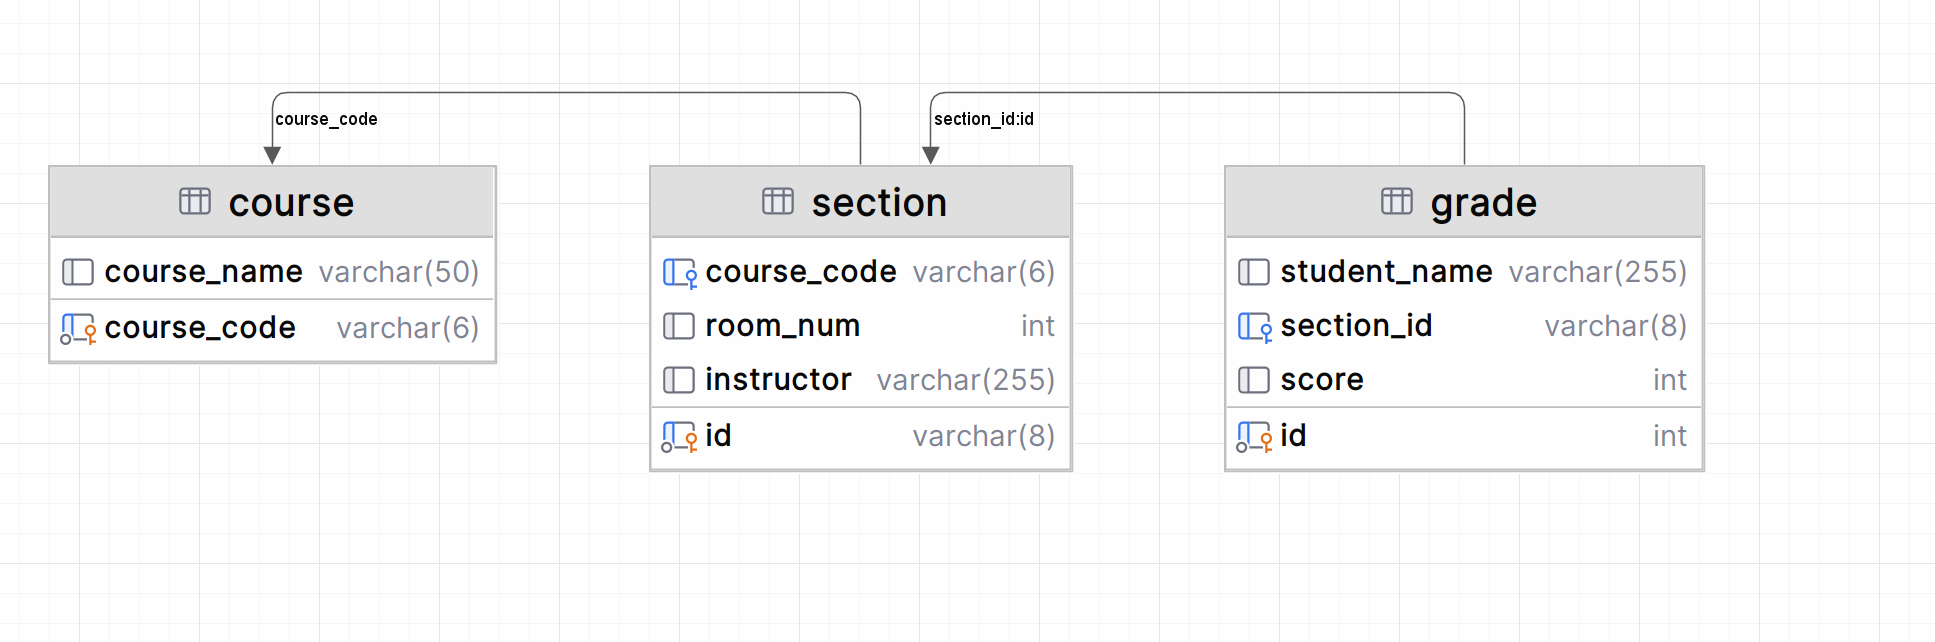 course_code
section_id:id
course
course_name varchar(50)
course_code varchar(6)
section
course_code varchar(6)
room_num int
instructor varchar(255)
id varchar(8)
grade
student_name varchar(255)
section_id varchar(8)
score int
id int